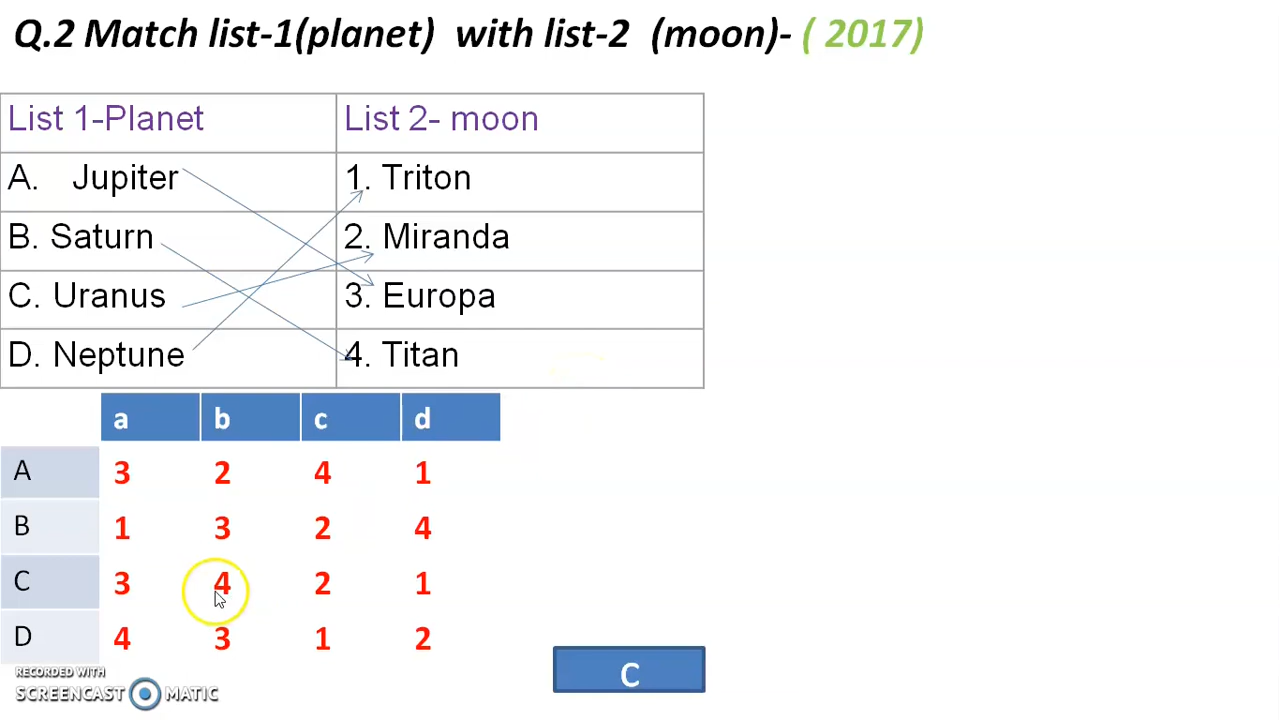 Q.2 Match list-1(planet) with list-2 (moon)- ( 2017)
List 1-Planet List 2- moon
A. Jupiter 1. Triton
B. Saturn 2. Miranda
C. Uranus 3. Europa
D. Neptune 4. Titan
a b c d
A 3 2 4 1
B 1 3 2 4
C 3 4 2 1
D 4 3 1 2
C
RECORDED WITH
SCREENCAST MATIC